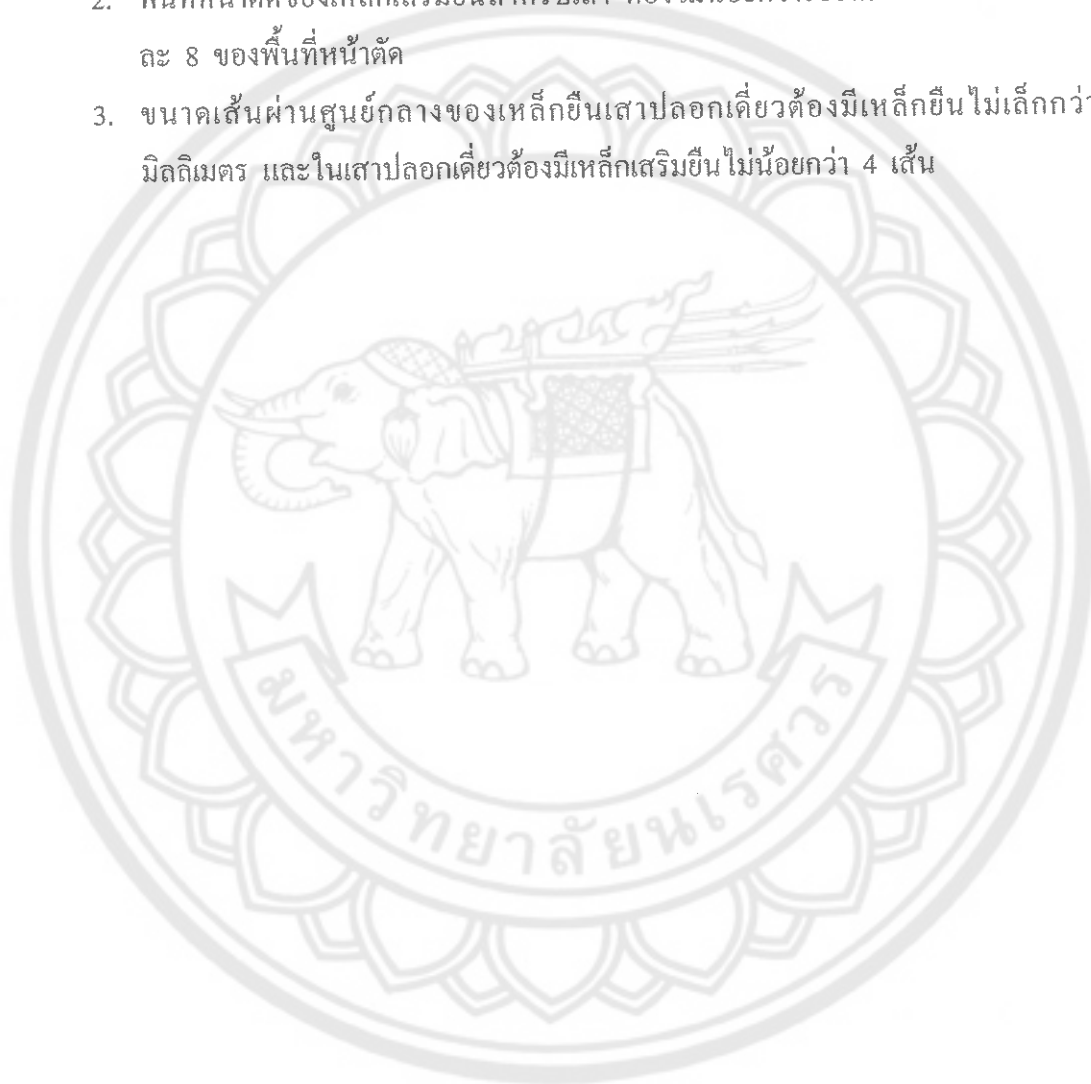 ละ 8 ของพื้นที่หน้าตัด
3. ขนาดเส้นผ่านศูนย์กลางของเหล็กยืนเสาปลอกเดี่ยวต้องมีเหล็กยืนไม่เล็กกว่า
มิลลิเมตร และในเสาปลอกเดี่ยวต้องมีเหล็กเสริมยืนไม่น้อยกว่า 4 เส้น
มหาวิทยาลัยนเรศวร